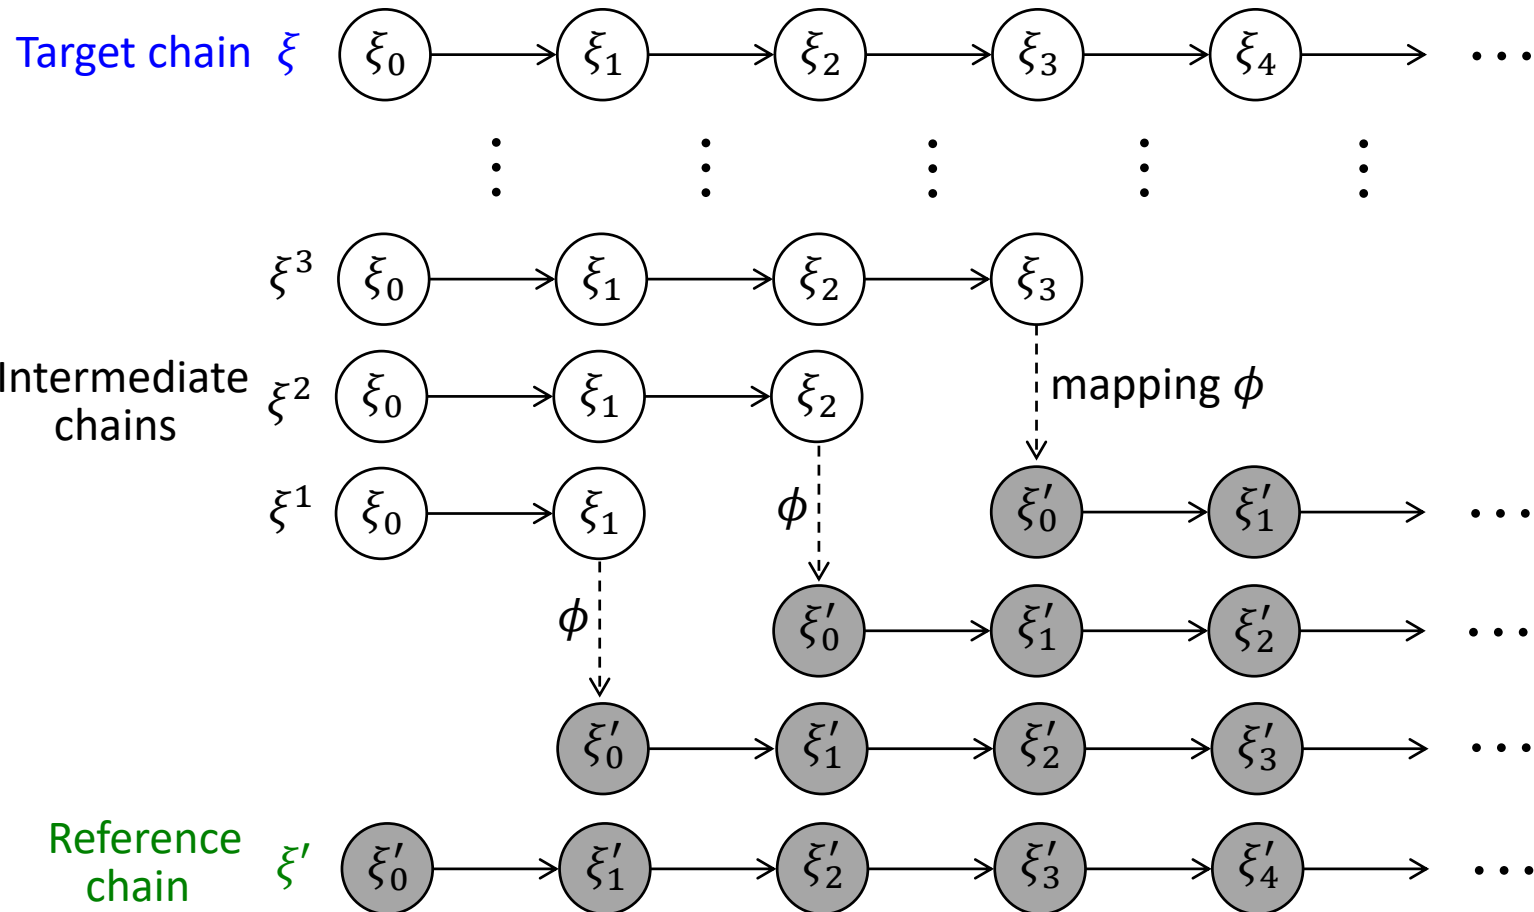 Target chain ξ ξ₀ ξ₁ ξ₂ ξ₃ ξ₄ ...
⋮ ⋮ ⋮ ⋮ ⋮
ξ³ ξ₀ ξ₁ ξ₂ ξ₃
Intermediate
chains
ξ² ξ₀ ξ₁ ξ₂
mapping ϕ
ξ¹ ξ₀ ξ₁
ϕ
ξ′₀ ξ′₁ ...
ϕ
ξ′₀ ξ′₁ ξ′₂ ...
ξ′₀ ξ′₁ ξ′₂ ξ′₃ ...
Reference
chain
ξ′ ξ′₀ ξ′₁ ξ′₂ ξ′₃ ξ′₄ ...